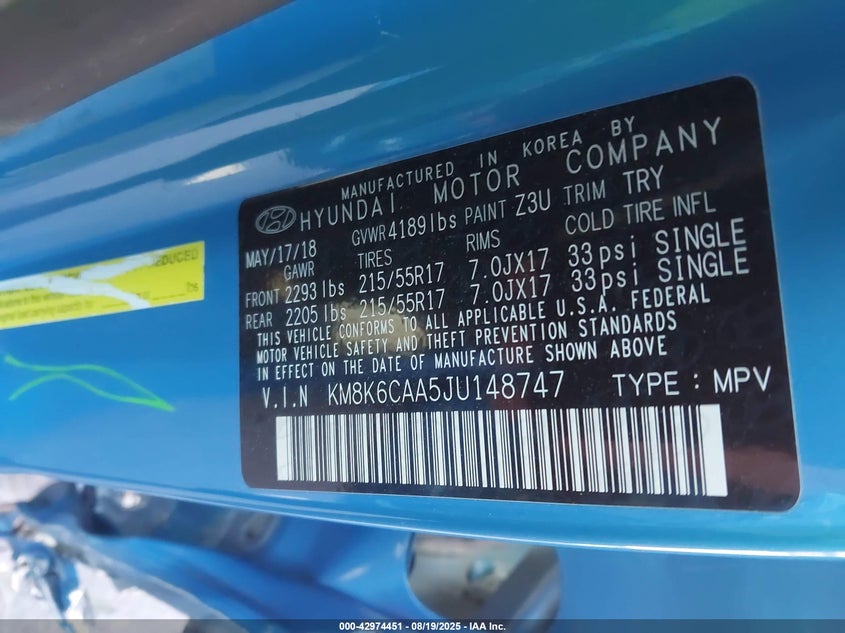 MANUFACTURED IN KOREA BY
HYUNDAI MOTOR COMPANY
MAY/17/18 GVWR 4189 lbs PAINT Z3U TRIM TRY
GAWR TIRES RIMS COLD TIRE INFL
FRONT 2293 lbs 215/55R17 7.0JX17 33 psi SINGLE
REAR 2205 lbs 215/55R17 7.0JX17 33 psi SINGLE
THIS VEHICLE CONFORMS TO ALL APPLICABLE U.S.A. FEDERAL
MOTOR VEHICLE SAFETY AND THEFT PREVENTION STANDARDS
IN EFFECT ON THE DATE OF MANUFACTURE SHOWN ABOVE
V.I.N KM8K6CAA5JU148747 TYPE : MPV
REDUCED
lbs
000-42974451 - 08/19/2025 - IAA Inc.